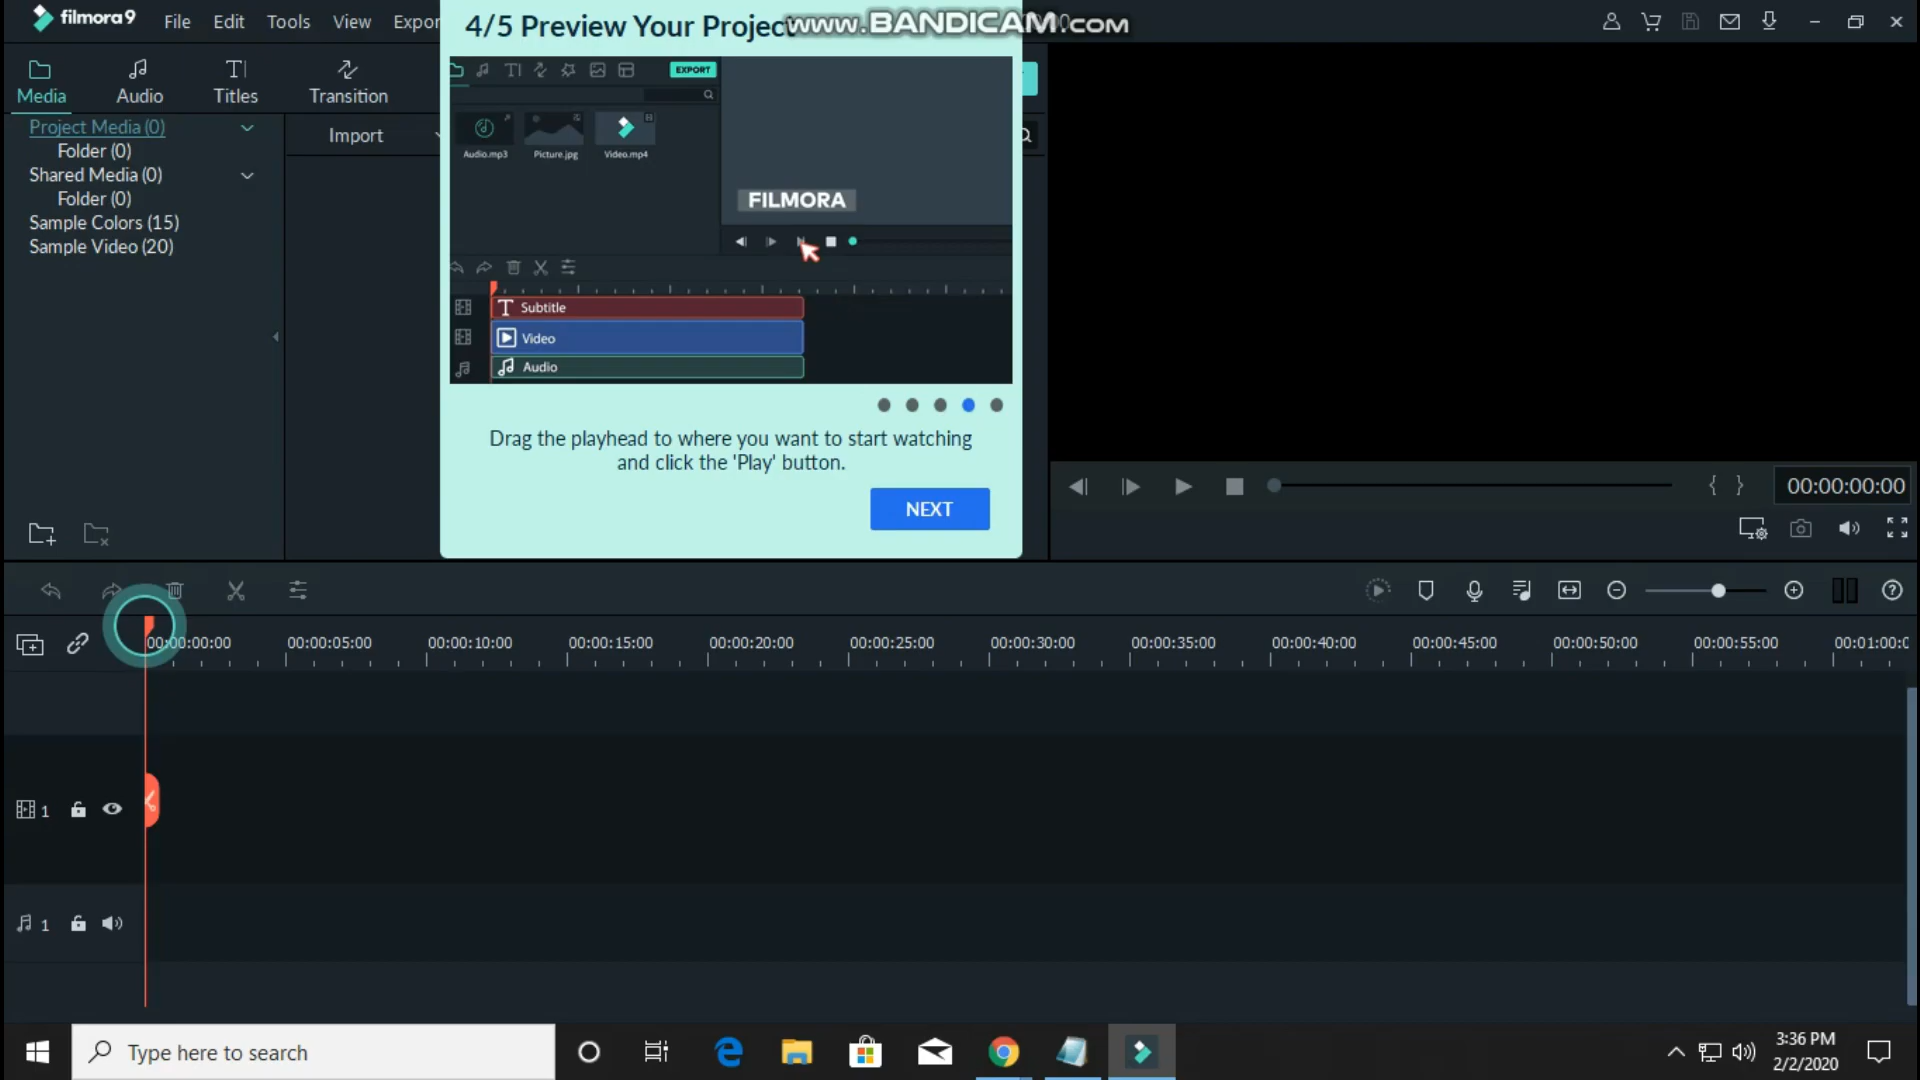 filmora9 File Edit Tools View Expor
4/5 Preview Your Project
www.BANDICAM.COM
Media Audio Titles Transition
Project Media (0)
Folder (0)
Shared Media (0)
Folder (0)
Sample Colors (15)
Sample Video (20)
Import
EXPORT
Audio.mp3 Picture.jpg Video.mp4
FILMORA
Subtitle
Video
Audio
Drag the playhead to where you want to start watching
and click the 'Play' button.
NEXT
00:00:00:00
00:00:00:00 00:00:05:00 00:00:10:00 00:00:15:00 00:00:20:00 00:00:25:00 00:00:30:00 00:00:35:00 00:00:40:00 00:00:45:00 00:00:50:00 00:00:55:00 00:01:00:0
1
1
Type here to search
3:36 PM
2/2/2020